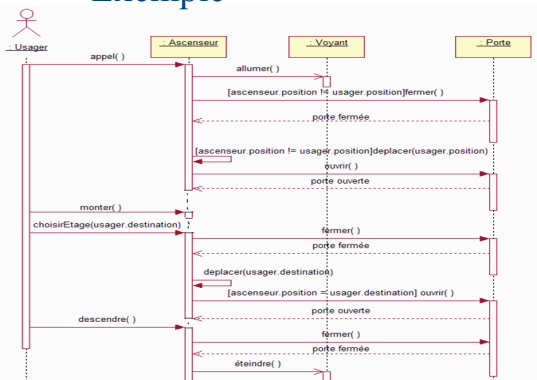 Exemple
: Usager
: Ascenseur
: Voyant
: Porte
appel( )
allumer( )
[ascenseur.position != usager.position]fermer( )
porte fermée
[ascenseur.position != usager.position]deplacer(usager.position)
ouvrir( )
porte ouverte
monter( )
choisirEtage(usager.destination)
fermer( )
porte fermée
deplacer(usager.destination)
[ascenseur.position = usager.destination] ouvrir( )
porte ouverte
descendre( )
fermer( )
porte fermée
éteindre( )